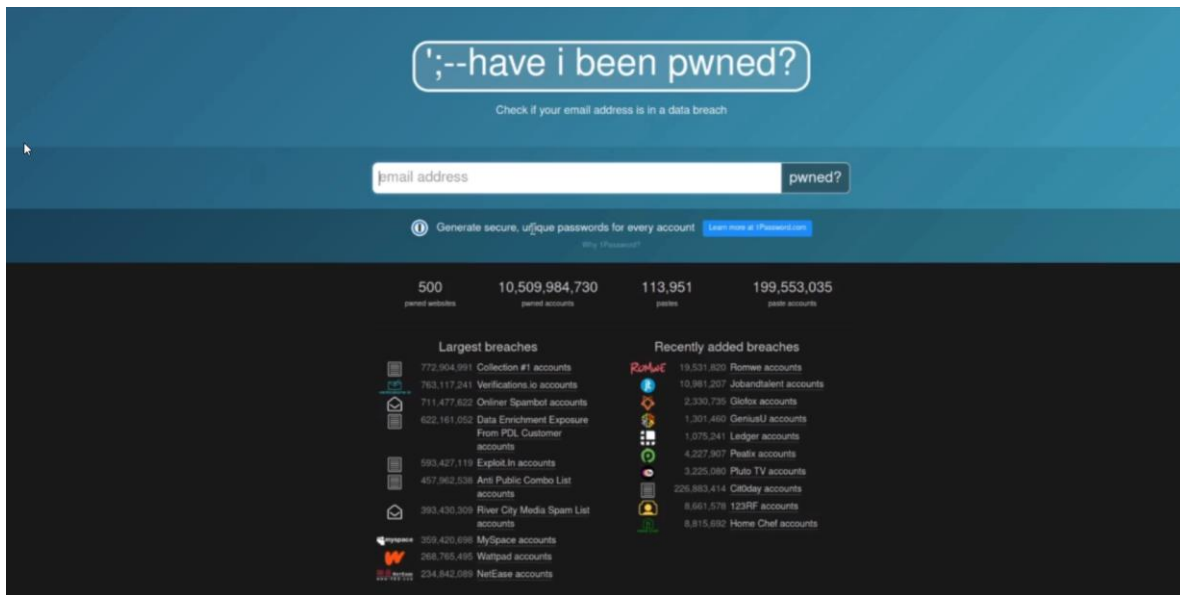 ';--have i been pwned?
Check if your email address is in a data breach
email address
pwned?
Generate secure, unique passwords for every account
Learn more at 1Password.com
Why 1Password?
500
pwned websites
10,509,984,730
pwned accounts
113,951
pastes
199,553,035
paste accounts
Largest breaches
772,904,991 Collection #1 accounts
763,117,241 Verifications.io accounts
711,477,622 Onliner Spambot accounts
622,161,052 Data Enrichment Exposure
From PDL Customer
accounts
593,427,119 Exploit.In accounts
457,962,538 Anti Public Combo List
accounts
393,430,309 River City Media Spam List
accounts
myspace 359,420,698 MySpace accounts
268,765,495 Wattpad accounts
NetEase 234,842,089 NetEase accounts
Recently added breaches
ROMWE 19,531,820 Romwe accounts
10,981,207 Jobandtalent accounts
2,330,735 Glofox accounts
1,301,460 GeniusU accounts
1,075,241 Ledger accounts
4,227,907 Peatix accounts
3,225,080 Pluto TV accounts
226,883,414 Cit0day accounts
8,661,578 123RF accounts
8,815,692 Home Chef accounts